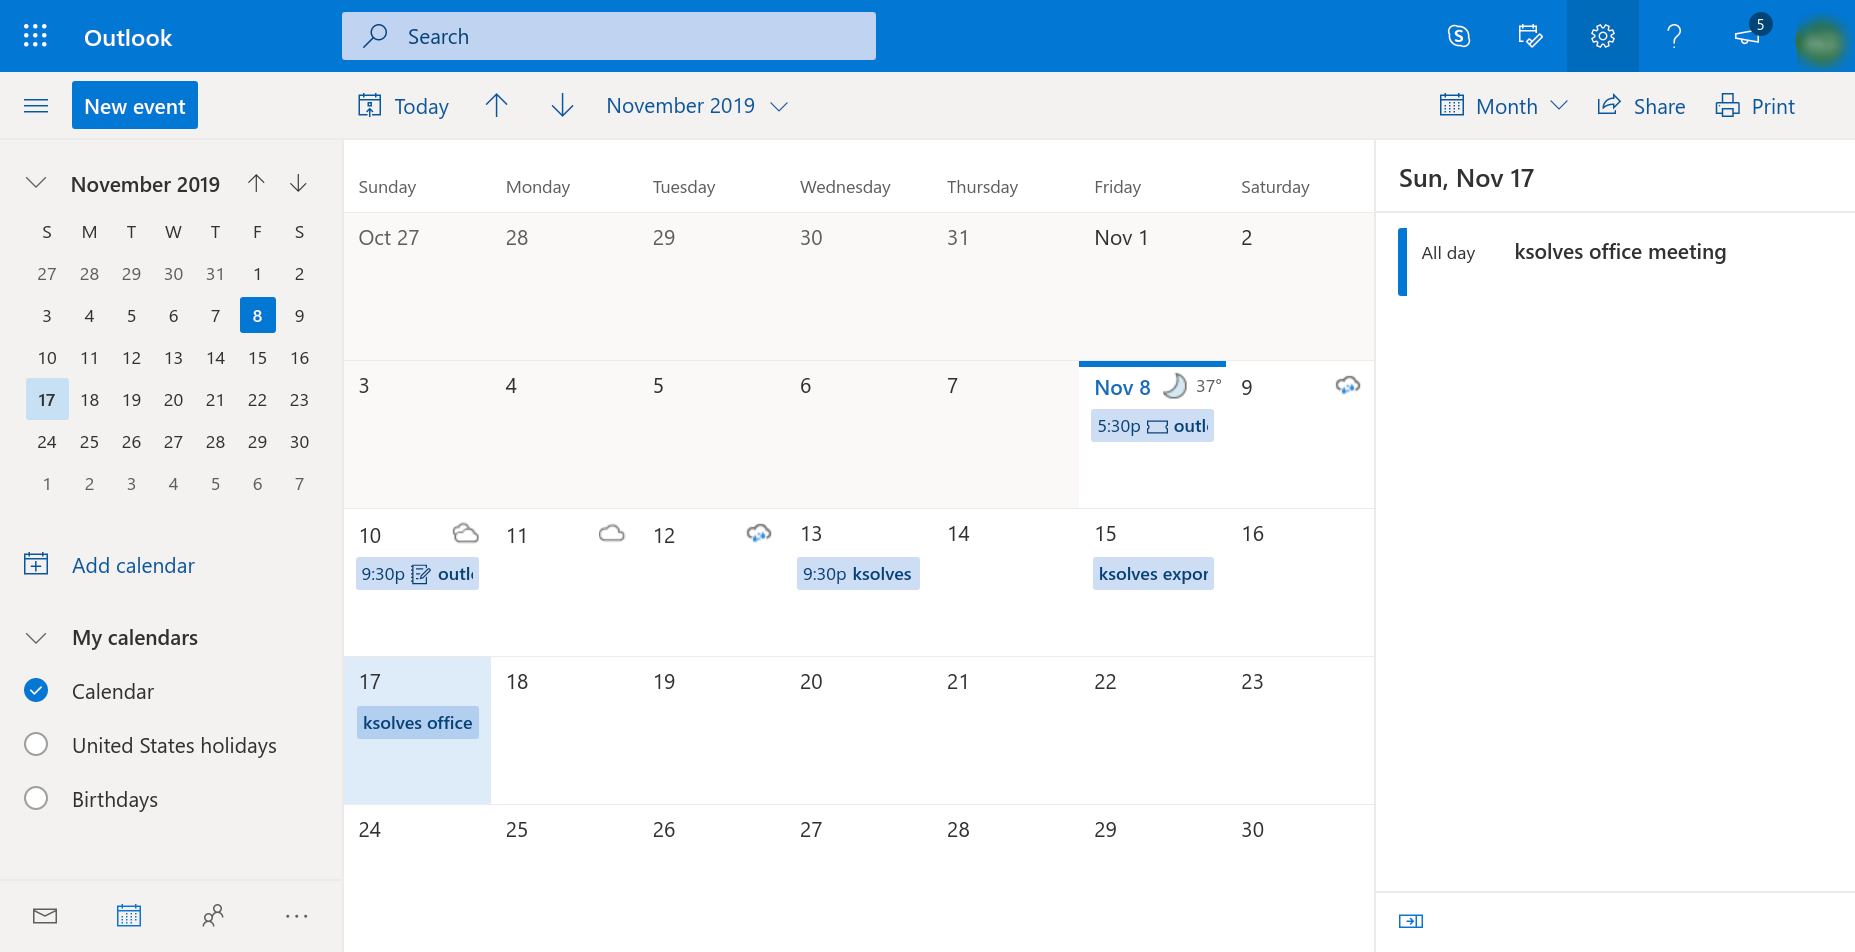 Outlook
Search
5
New event
Today
November 2019
Month
Share
Print
November 2019
S M T W T F S
27 28 29 30 31 1 2
3 4 5 6 7 8 9
10 11 12 13 14 15 16
17 18 19 20 21 22 23
24 25 26 27 28 29 30
1 2 3 4 5 6 7
Add calendar
My calendars
Calendar
United States holidays
Birthdays
Sunday Monday Tuesday Wednesday Thursday Friday Saturday
Oct 27 28 29 30 31 Nov 1 2
3 4 5 6 7 Nov 8 37° 9
5:30p outl
10 11 12 13 14 15 16
9:30p outl 9:30p ksolves ksolves expor
17 18 19 20 21 22 23
ksolves office
24 25 26 27 28 29 30
Sun, Nov 17
All day ksolves office meeting